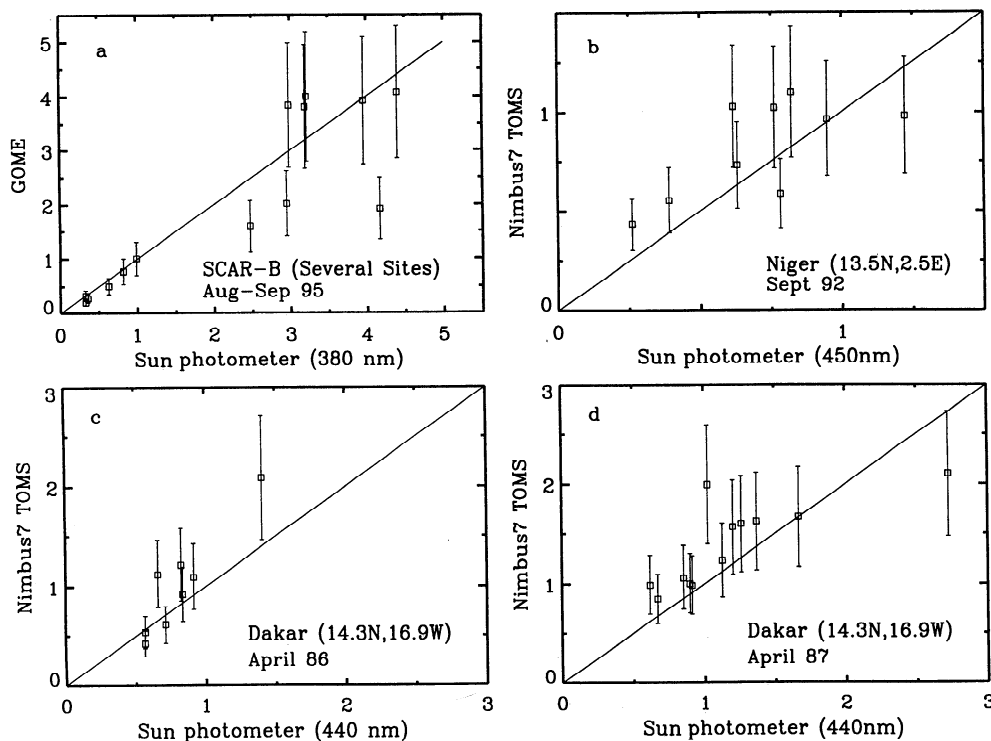 a
5
4
3
2
1
0
GOME
SCAR-B (Several Sites)
Aug-Sep 95
0 1 2 3 4 5
Sun photometer (380 nm)
b
1
0
Nimbus7 TOMS
Niger (13.5N,2.5E)
Sept 92
0 1
Sun photometer (450nm)
c
3
2
1
0
Nimbus7 TOMS
Dakar (14.3N,16.9W)
April 86
0 1 2 3
Sun photometer (440 nm)
d
3
2
1
0
Nimbus7 TOMS
Dakar (14.3N,16.9W)
April 87
0 1 2 3
Sun photometer (440nm)